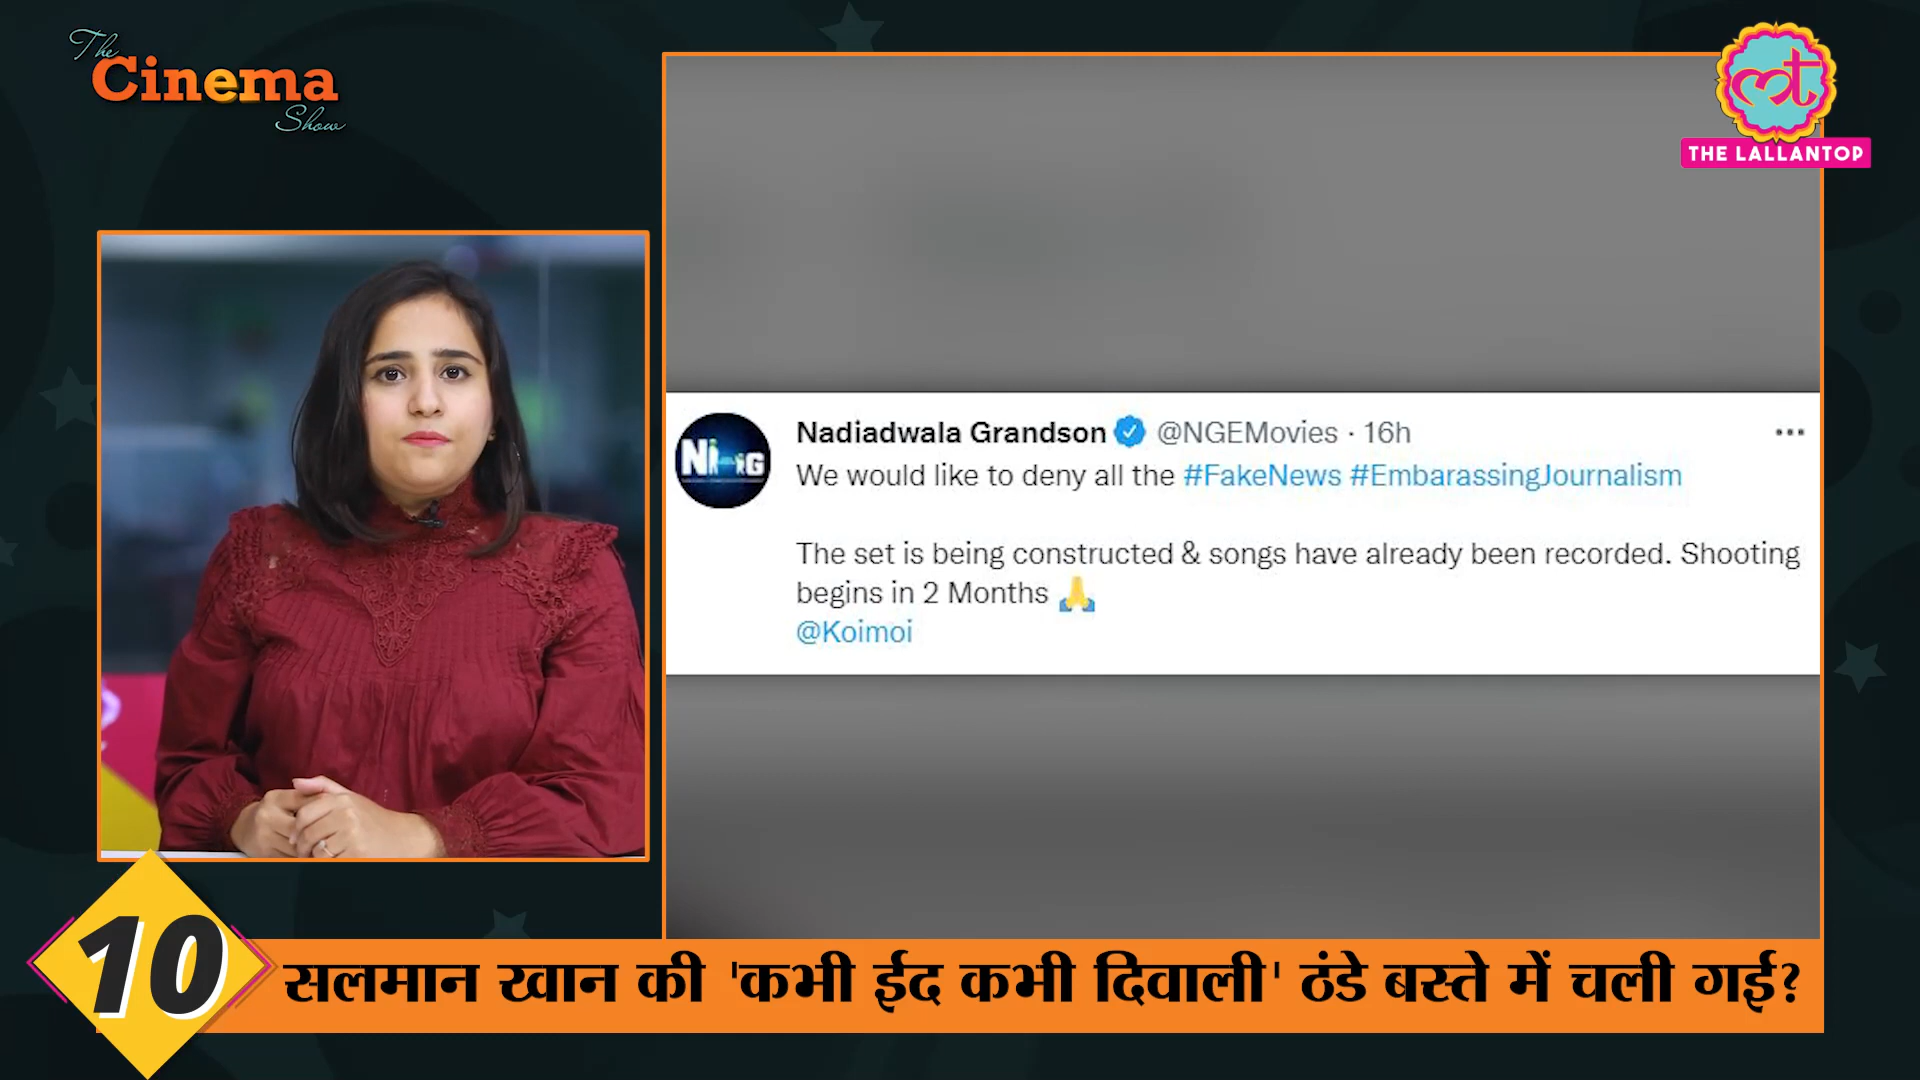 The
Cinema
Show
THE LALLANTOP
Nadiadwala Grandson @NGEMovies · 16h
We would like to deny all the #FakeNews #EmbarassingJournalism
The set is being constructed & songs have already been recorded. Shooting
begins in 2 Months 🙏
@Koimoi
10
सलमान खान की 'कभी ईद कभी दिवाली' ठंडे बस्ते में चली गई?